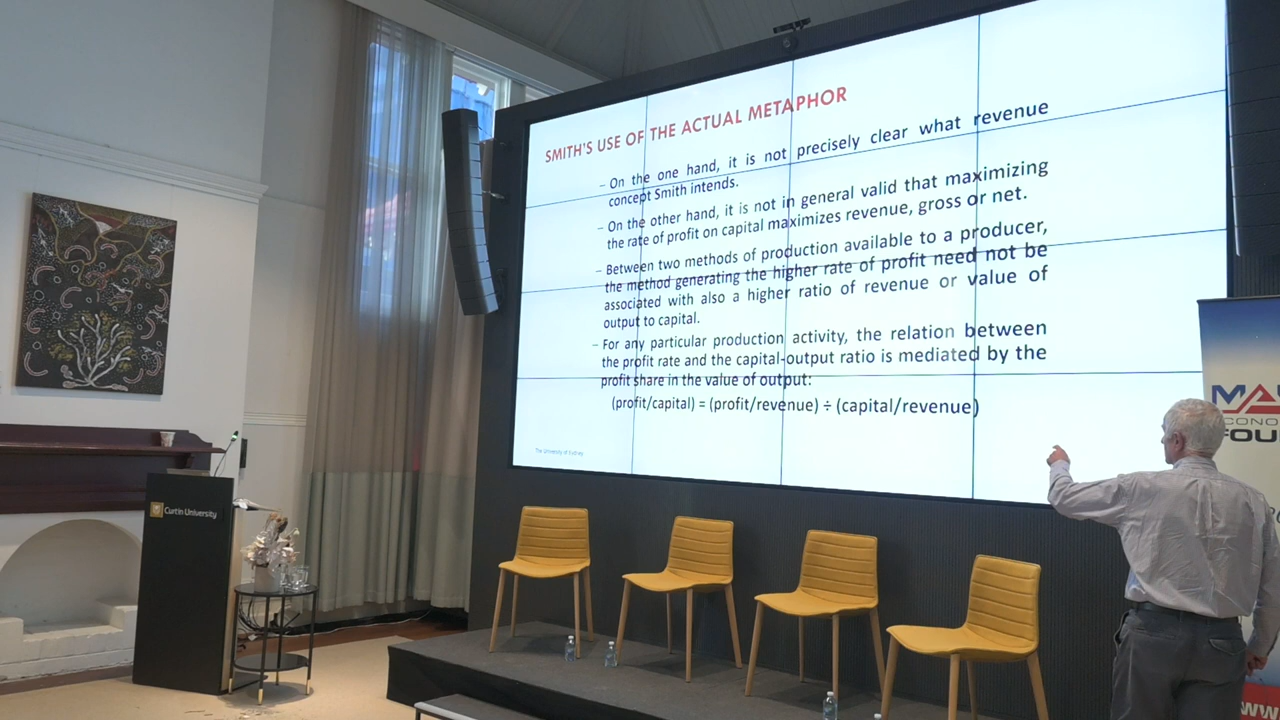 SMITH'S USE OF THE ACTUAL METAPHOR
– On the one hand, it is not precisely clear what revenue
concept Smith intends.
– On the other hand, it is not in general valid that maximizing
the rate of profit on capital maximizes revenue, gross or net.
– Between two methods of production available to a producer,
the method generating the higher rate of profit need not be
associated with also a higher ratio of revenue or value of
output to capital.
– For any particular production activity, the relation between
the profit rate and the capital-output ratio is mediated by the
profit share in the value of output:
(profit/capital) = (profit/revenue) ÷ (capital/revenue)
The University of Sydney
Curtin University
MA
ECONO
FOU
WW